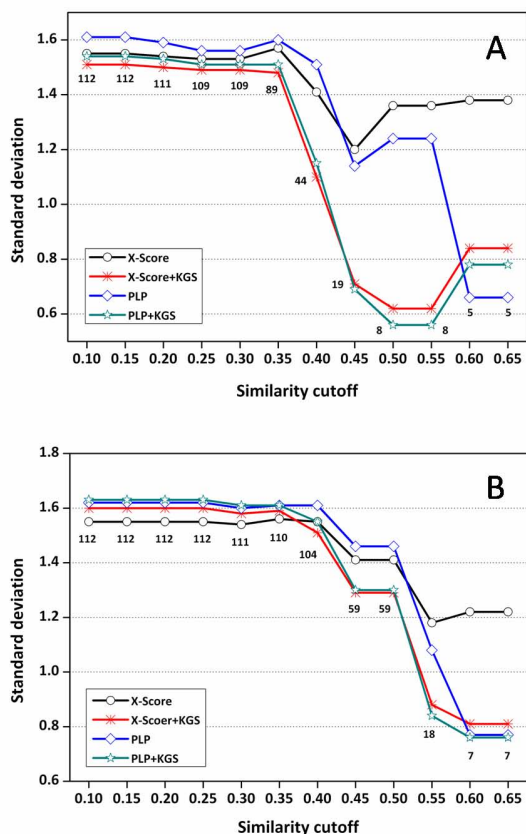 A
Standard deviation
1.6
1.4
1.2
1.0
0.8
0.6
112 112 111 109 109 89
44
19
8 8
5 5
X-Score
X-Score+KGS
PLP
PLP+KGS
0.10 0.15 0.20 0.25 0.30 0.35 0.40 0.45 0.50 0.55 0.60 0.65
Similarity cutoff
B
Standard deviation
1.8
1.6
1.4
1.2
1.0
0.8
0.6
112 112 112 112 111 110
104
59 59
18
7 7
X-Score
X-Scoer+KGS
PLP
PLP+KGS
0.10 0.15 0.20 0.25 0.30 0.35 0.40 0.45 0.50 0.55 0.60 0.65
Similarity cutoff